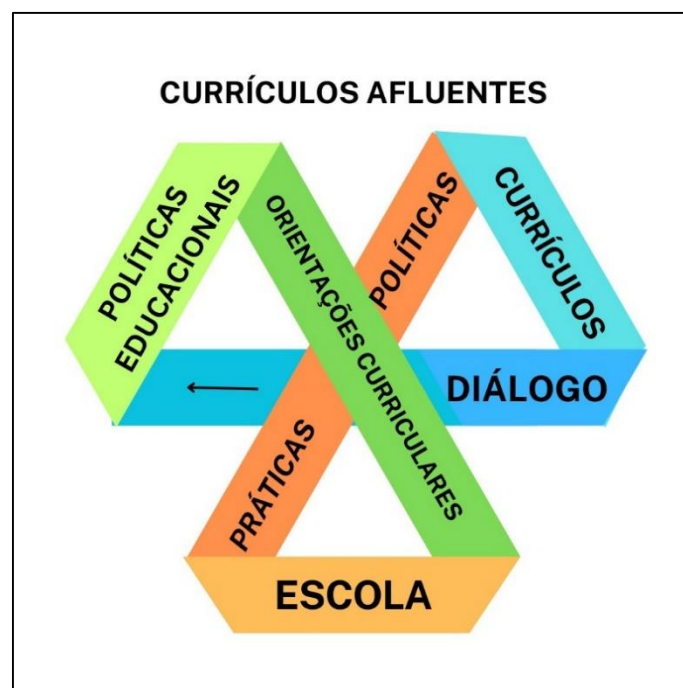 CURRÍCULOS AFLUENTES
POLÍTICAS
EDUCACIONAIS
ORIENTAÇÕES CURRICULARES
POLÍTICAS
CURRÍCULOS
DIÁLOGO
PRÁTICAS
ESCOLA